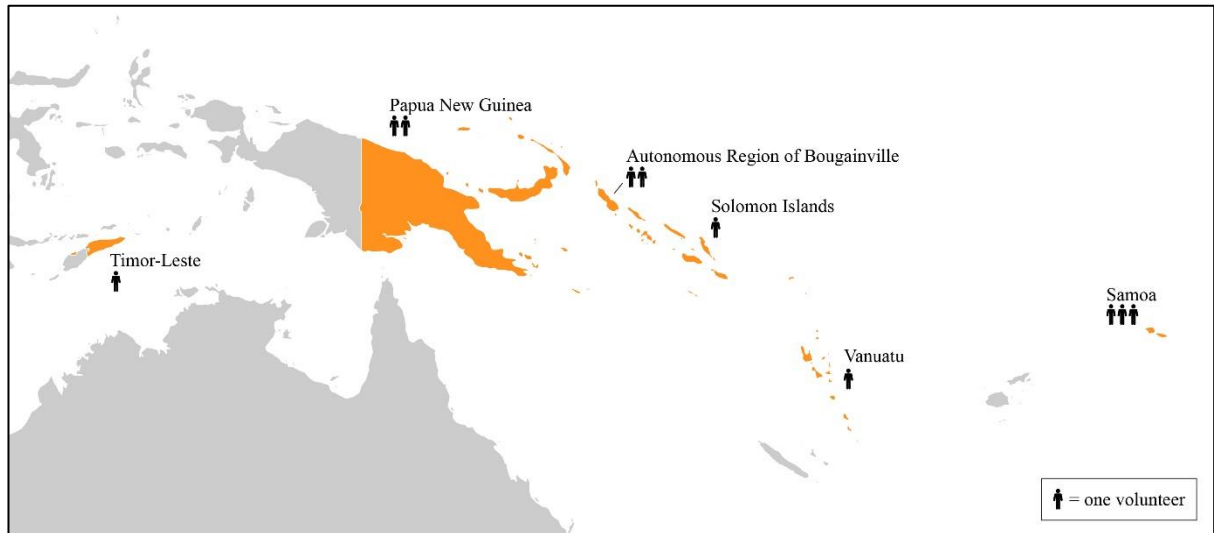 Papua New Guinea
Autonomous Region of Bougainville
Solomon Islands
Timor-Leste
Samoa
Vanuatu
= one volunteer